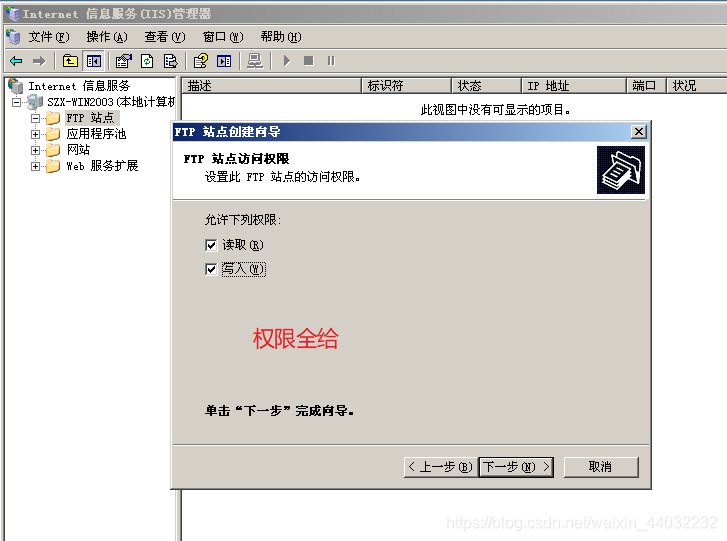 Internet 信息服务(IIS)管理器
文件(F) 操作(A) 查看(V) 窗口(W) 帮助(H)
Internet 信息服务
SZX-WIN2003(本地计算机
FTP 站点
应用程序池
网站
Web 服务扩展
描述 标识符 状态 IP 地址 端口 状况
此视图中没有可显示的项目。
FTP 站点创建向导
FTP 站点访问权限
设置此 FTP 站点的访问权限。
允许下列权限:
读取(R)
写入(W)
权限全给
单击“下一步”完成向导。
< 上一步(B) 下一步(N) > 取消
https://blog.csdn.net/weixin_44032232